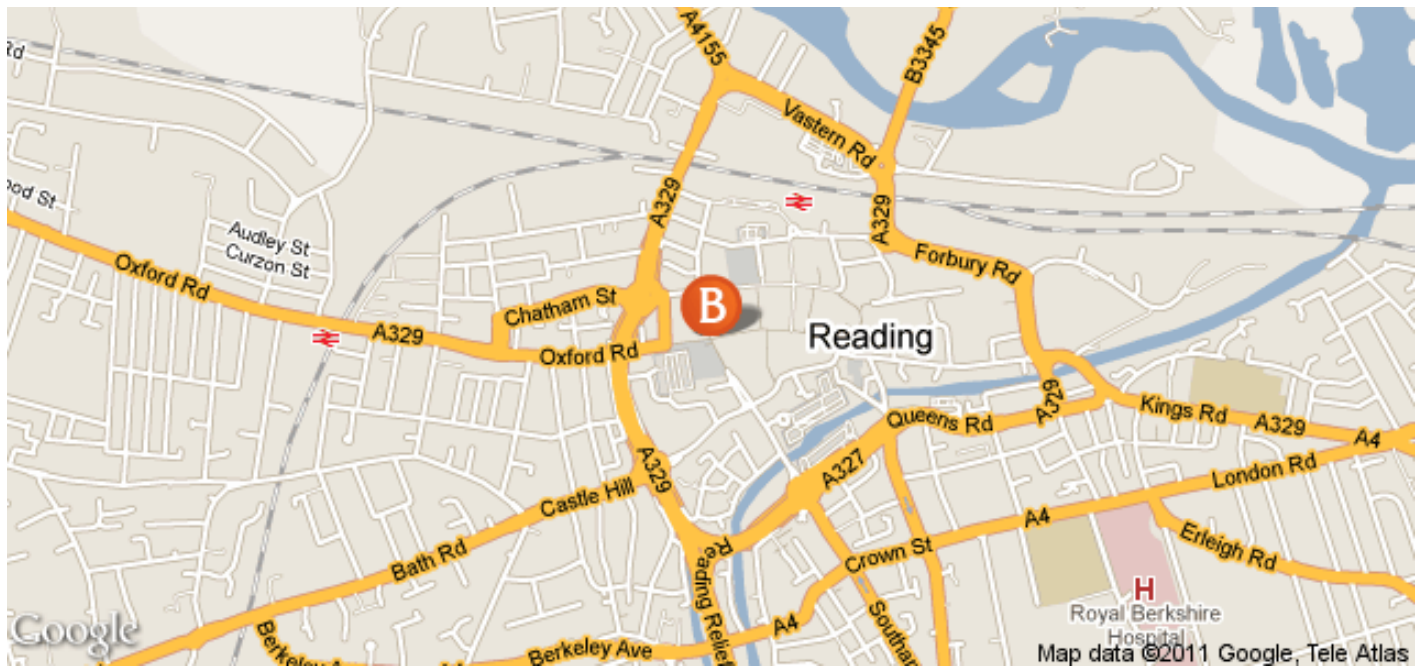 A4155
B3345
Rd
Vastern Rd
A329
A329
Audley St
Curzon St
Forbury Rd
Oxford Rd
Chatham St
B
A329
Oxford Rd
Reading
A329
Kings Rd
A329
A4
Queens Rd
A329
A327
London Rd
Castle Hill
A4
Bath Rd
Crown St
Erleigh Rd
H
Royal Berkshire
Hospital
Google
Berkeley Ave
A4
Map data ©2011 Google, Tele Atlas